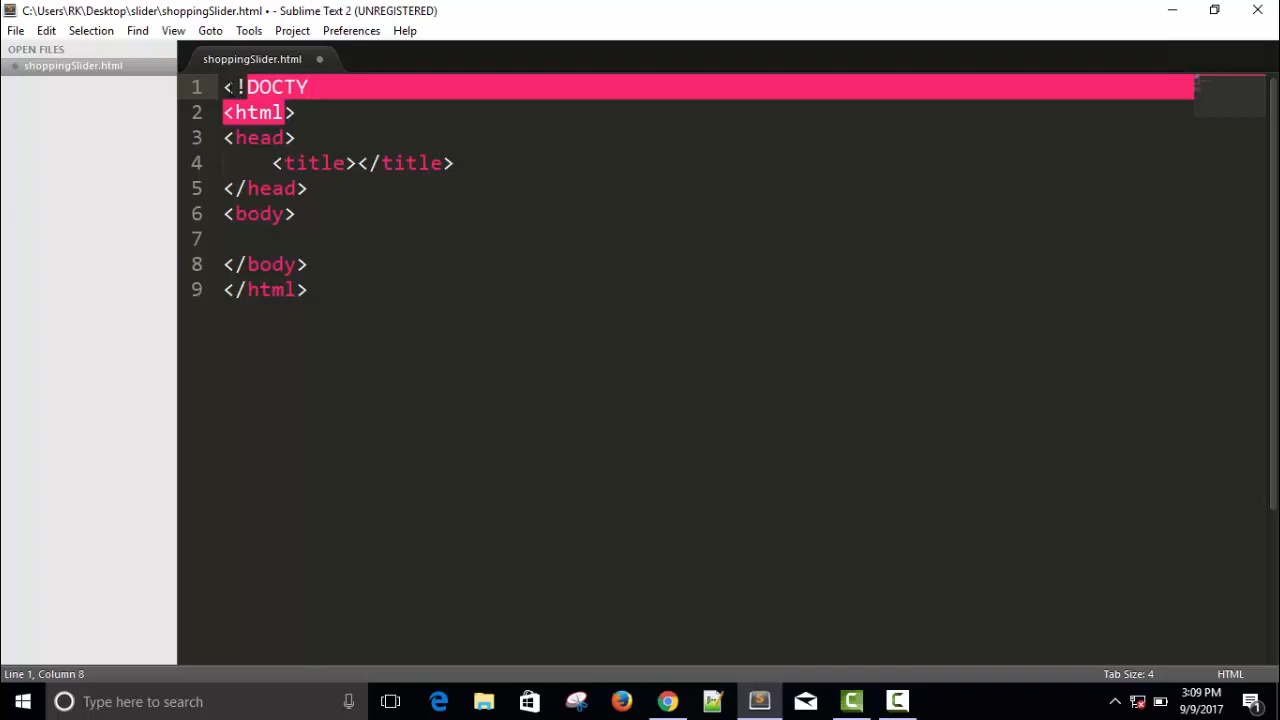 C:\Users\RK\Desktop\slider\shoppingSlider.html • - Sublime Text 2 (UNREGISTERED)
File Edit Selection Find View Goto Tools Project Preferences Help
OPEN FILES
shoppingSlider.html
shoppingSlider.html
1 <!DOCTY
2 <html>
3 <head>
4 <title></title>
5 </head>
6 <body>
7
8 </body>
9 </html>
Line 1, Column 8 Tab Size: 4 HTML
Type here to search
3:09 PM
9/9/2017
1